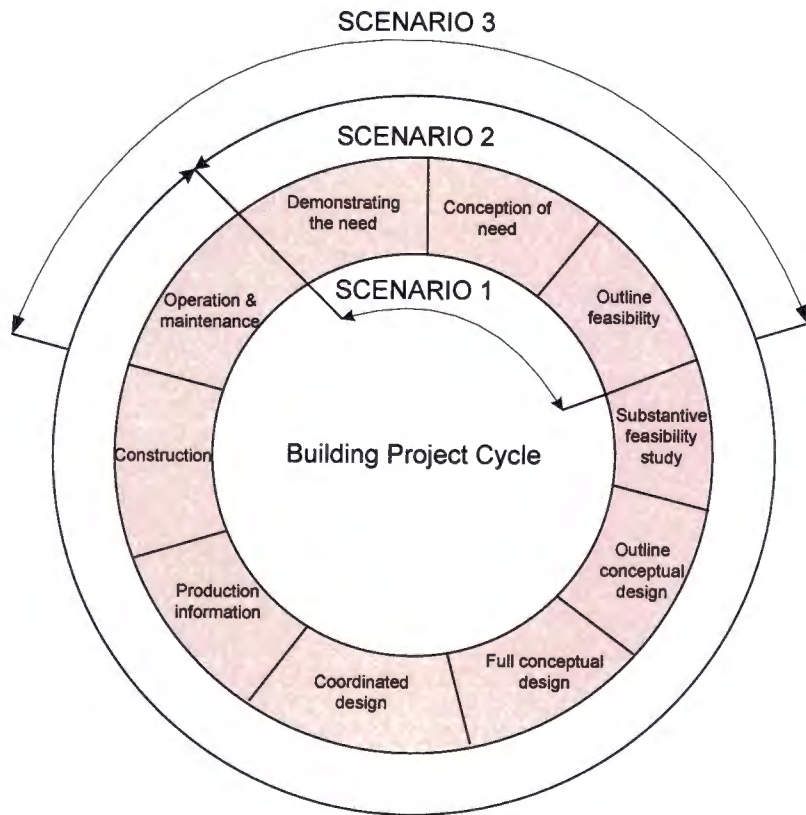 SCENARIO 3
SCENARIO 2
Demonstrating
the need
Conception of
need
Outline
feasibility
Substantive
feasibility
study
Outline
conceptual
design
Full conceptual
design
Coordinated
design
Production
information
Construction
Operation &
maintenance
SCENARIO 1
Building Project Cycle